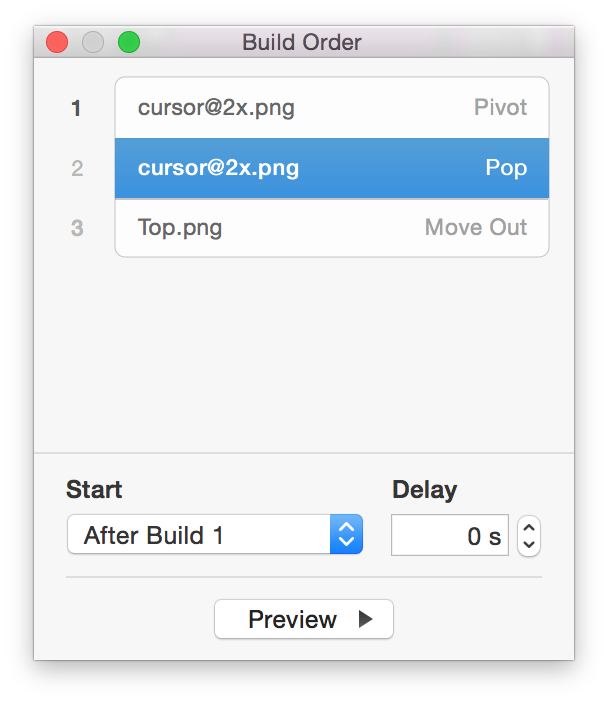 Build Order
1 cursor@2x.png Pivot
2 cursor@2x.png Pop
3 Top.png Move Out
Start Delay
After Build 1 0 s
Preview